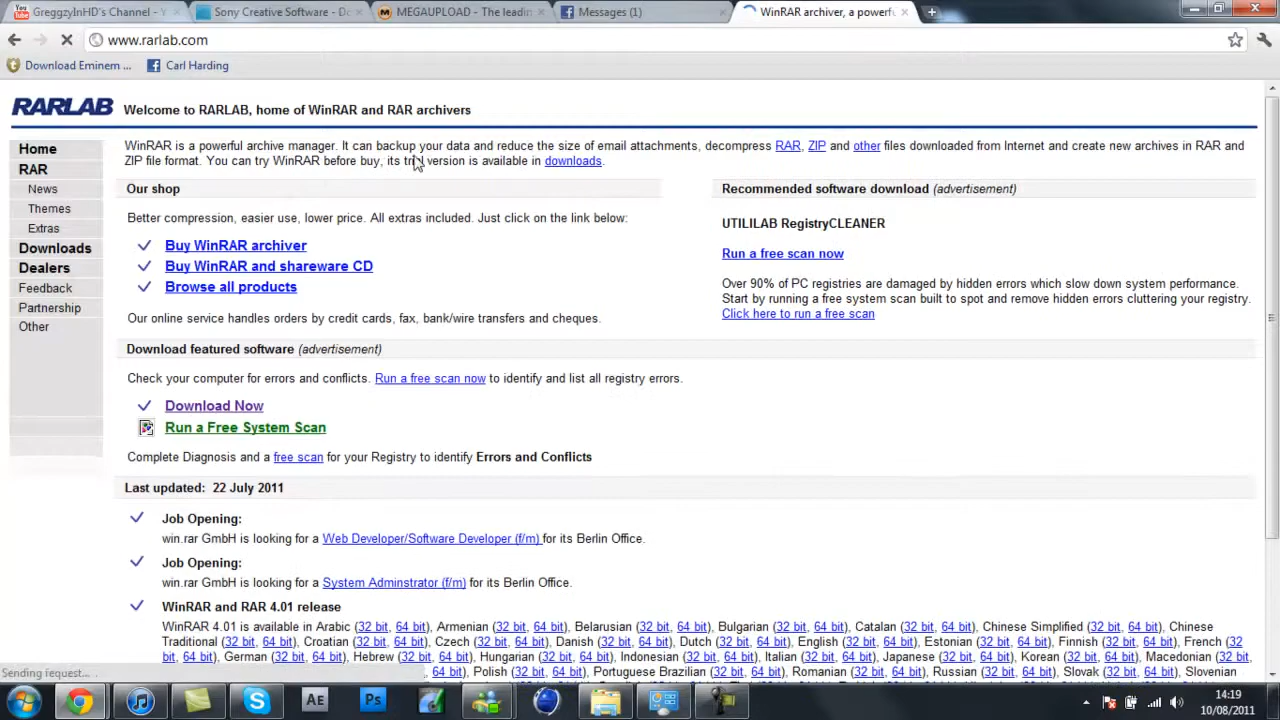 GreggzyInHD's Channel - Y
Sony Creative Software - Do
MEGAUPLOAD - The leadin
Messages (1)
WinRAR archiver, a powerfu
www.rarlab.com
Download Eminem ...
Carl Harding
RARLAB
Welcome to RARLAB, home of WinRAR and RAR archivers
Home
RAR
News
Themes
Extras
Downloads
Dealers
Feedback
Partnership
Other
WinRAR is a powerful archive manager. It can backup your data and reduce the size of email attachments, decompress RAR, ZIP and other files downloaded from Internet and create new archives in RAR and
ZIP file format. You can try WinRAR before buy, its trial version is available in downloads.
Our shop
Better compression, easier use, lower price. All extras included. Just click on the link below:
Buy WinRAR archiver
Buy WinRAR and shareware CD
Browse all products
Our online service handles orders by credit cards, fax, bank/wire transfers and cheques.
Recommended software download (advertisement)
UTILILAB RegistryCLEANER
Run a free scan now
Over 90% of PC registries are damaged by hidden errors which slow down system performance.
Start by running a free system scan built to spot and remove hidden errors cluttering your registry.
Click here to run a free scan
Download featured software (advertisement)
Check your computer for errors and conflicts. Run a free scan now to identify and list all registry errors.
Download Now
Run a Free System Scan
Complete Diagnosis and a free scan for your Registry to identify Errors and Conflicts
Last updated: 22 July 2011
Job Opening:
win.rar GmbH is looking for a Web Developer/Software Developer (f/m) for its Berlin Office.
Job Opening:
win.rar GmbH is looking for a System Adminstrator (f/m) for its Berlin Office.
WinRAR and RAR 4.01 release
WinRAR 4.01 is available in Arabic (32 bit, 64 bit), Armenian (32 bit, 64 bit), Belarusian (32 bit, 64 bit), Bulgarian (32 bit, 64 bit), Catalan (32 bit, 64 bit), Chinese Simplified (32 bit, 64 bit), Chinese
Traditional (32 bit, 64 bit), Croatian (32 bit, 64 bit), Czech (32 bit, 64 bit), Danish (32 bit, 64 bit), Dutch (32 bit, 64 bit), English (32 bit, 64 bit), Estonian (32 bit, 64 bit), Finnish (32 bit, 64 bit), French (32
bit, 64 bit), German (32 bit, 64 bit), Hebrew (32 bit, 64 bit), Hungarian (32 bit, 64 bit), Indonesian (32 bit, 64 bit), Italian (32 bit, 64 bit), Japanese (32 bit, 64 bit), Korean (32 bit, 64 bit), Macedonian (32 bit,
64 bit), Polish (32 bit, 64 bit), Portuguese Brazilian (32 bit, 64 bit), Romanian (32 bit, 64 bit), Russian (32 bit, 64 bit), Slovak (32 bit, 64 bit), Slovenian
Sending request...
Ae
Ps
14:19
10/08/2011